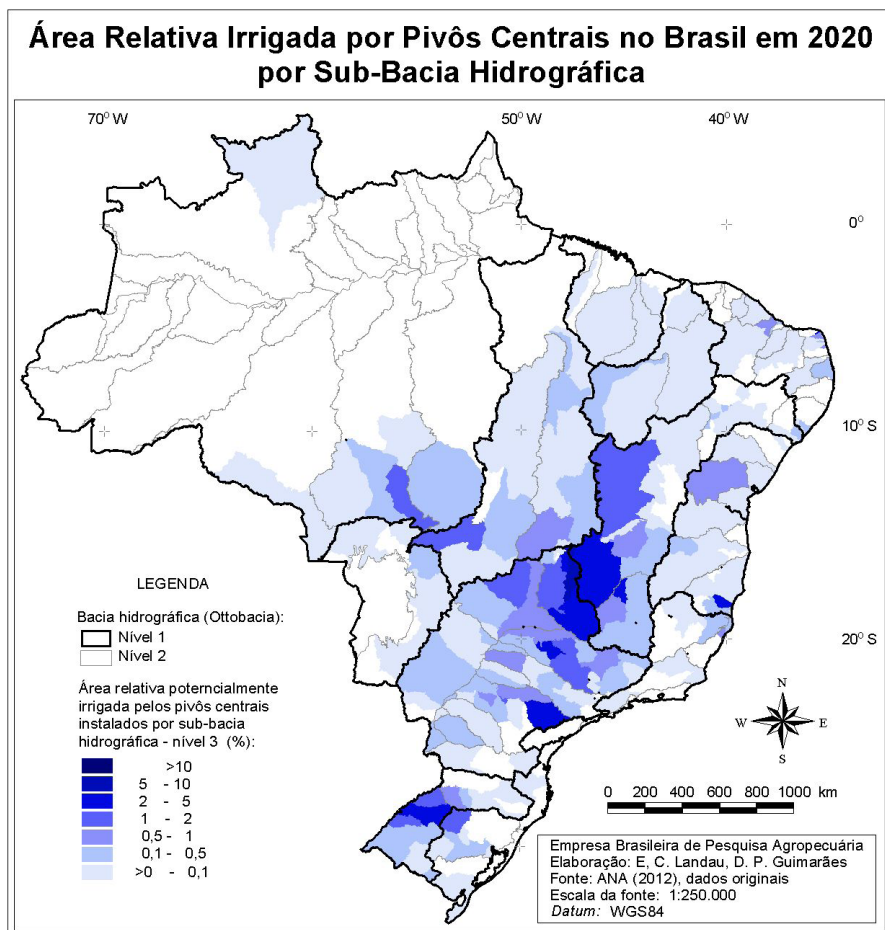 Área Relativa Irrigada por Pivôs Centrais no Brasil em 2020
por Sub-Bacia Hidrográfica
70° W
50° W
40° W
0°
10° S
20° S
LEGENDA
Bacia hidrográfica (Ottobacia):
Nível 1
Nível 2
Área relativa poterncialmente
irrigada pelos pivôs centrais
instalados por sub-bacia
hidrográfica - nível 3 (%):
>10
5 - 10
2 - 5
1 - 2
0,5 - 1
0,1 - 0,5
>0 - 0,1
N
W
E
S
0 200 400 600 800 1000 km
Empresa Brasileira de Pesquisa Agropecuária
Elaboração: E, C. Landau, D. P. Guimarães
Fonte: ANA (2012), dados originais
Escala da fonte: 1:250.000
Datum: WGS84